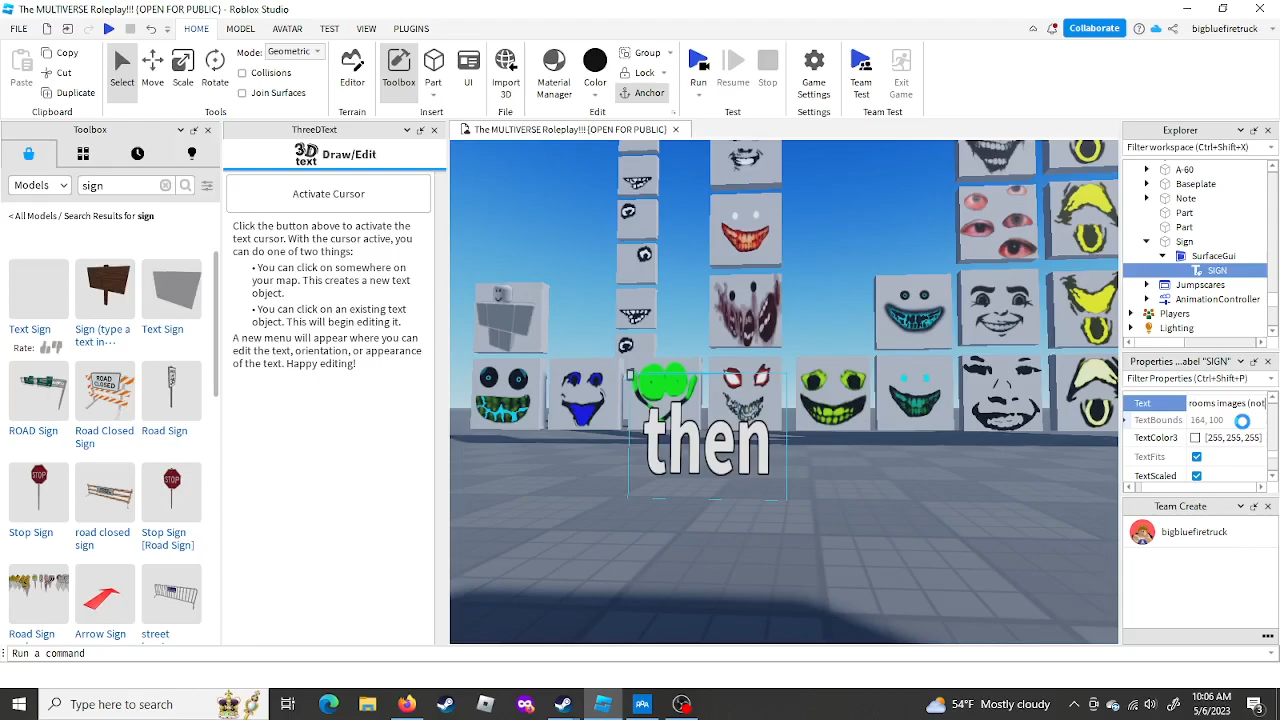 The MULTIVERSE Roleplay!!! {OPEN FOR PUBLIC} - Roblox Studio
FILE HOME MODEL AVATAR TEST VIEW PLUGINS Collaborate bigbluefiretruck
Paste Copy Cut Duplicate
Clipboard
Select Move Scale Rotate Mode: Geometric Collisions Join Surfaces
Tools
Editor
Terrain
Toolbox Part UI
Insert
Import 3D
File
Material Manager Color Group Lock Anchor
Edit
Run Resume Stop
Test
Game Settings
Settings
Team Test Exit Game
Team Test
Toolbox
Models sign
< All Models / Search Results for sign
Text Sign
Rate:
Sign (type a text in…
Text Sign
ROAD Sign
Road Closed Sign
Road Sign
Stop Sign
road closed sign
Stop Sign [Road Sign]
Road Sign
Arrow Sign
street
ThreeDText
3D text Draw/Edit
Activate Cursor
Click the button above to activate the
text cursor. With the cursor active, you
can do one of two things:
• You can click on somewhere on
your map. This creates a new text
object.
• You can click on an existing text
object. This will begin editing it.
A new menu will appear where you can
edit the text, orientation, or appearance
of the text. Happy editing!
The MULTIVERSE Roleplay!!! {OPEN FOR PUBLIC}
then
Explorer
Filter workspace (Ctrl+Shift+X)
A-60
Baseplate
Note
Part
Part
Sign
SurfaceGui
SIGN
Jumpscares
AnimationController
Players
Lighting
Properties ...abel "SIGN"
Filter Properties (Ctrl+Shift+P)
Text rooms images (not
TextBounds 164, 100
TextColor3 [255, 255, 255]
TextFits
TextScaled
Team Create
bigbluefiretruck
Run a command
Type here to search
54°F Mostly cloudy
10:06 AM
5/6/2023